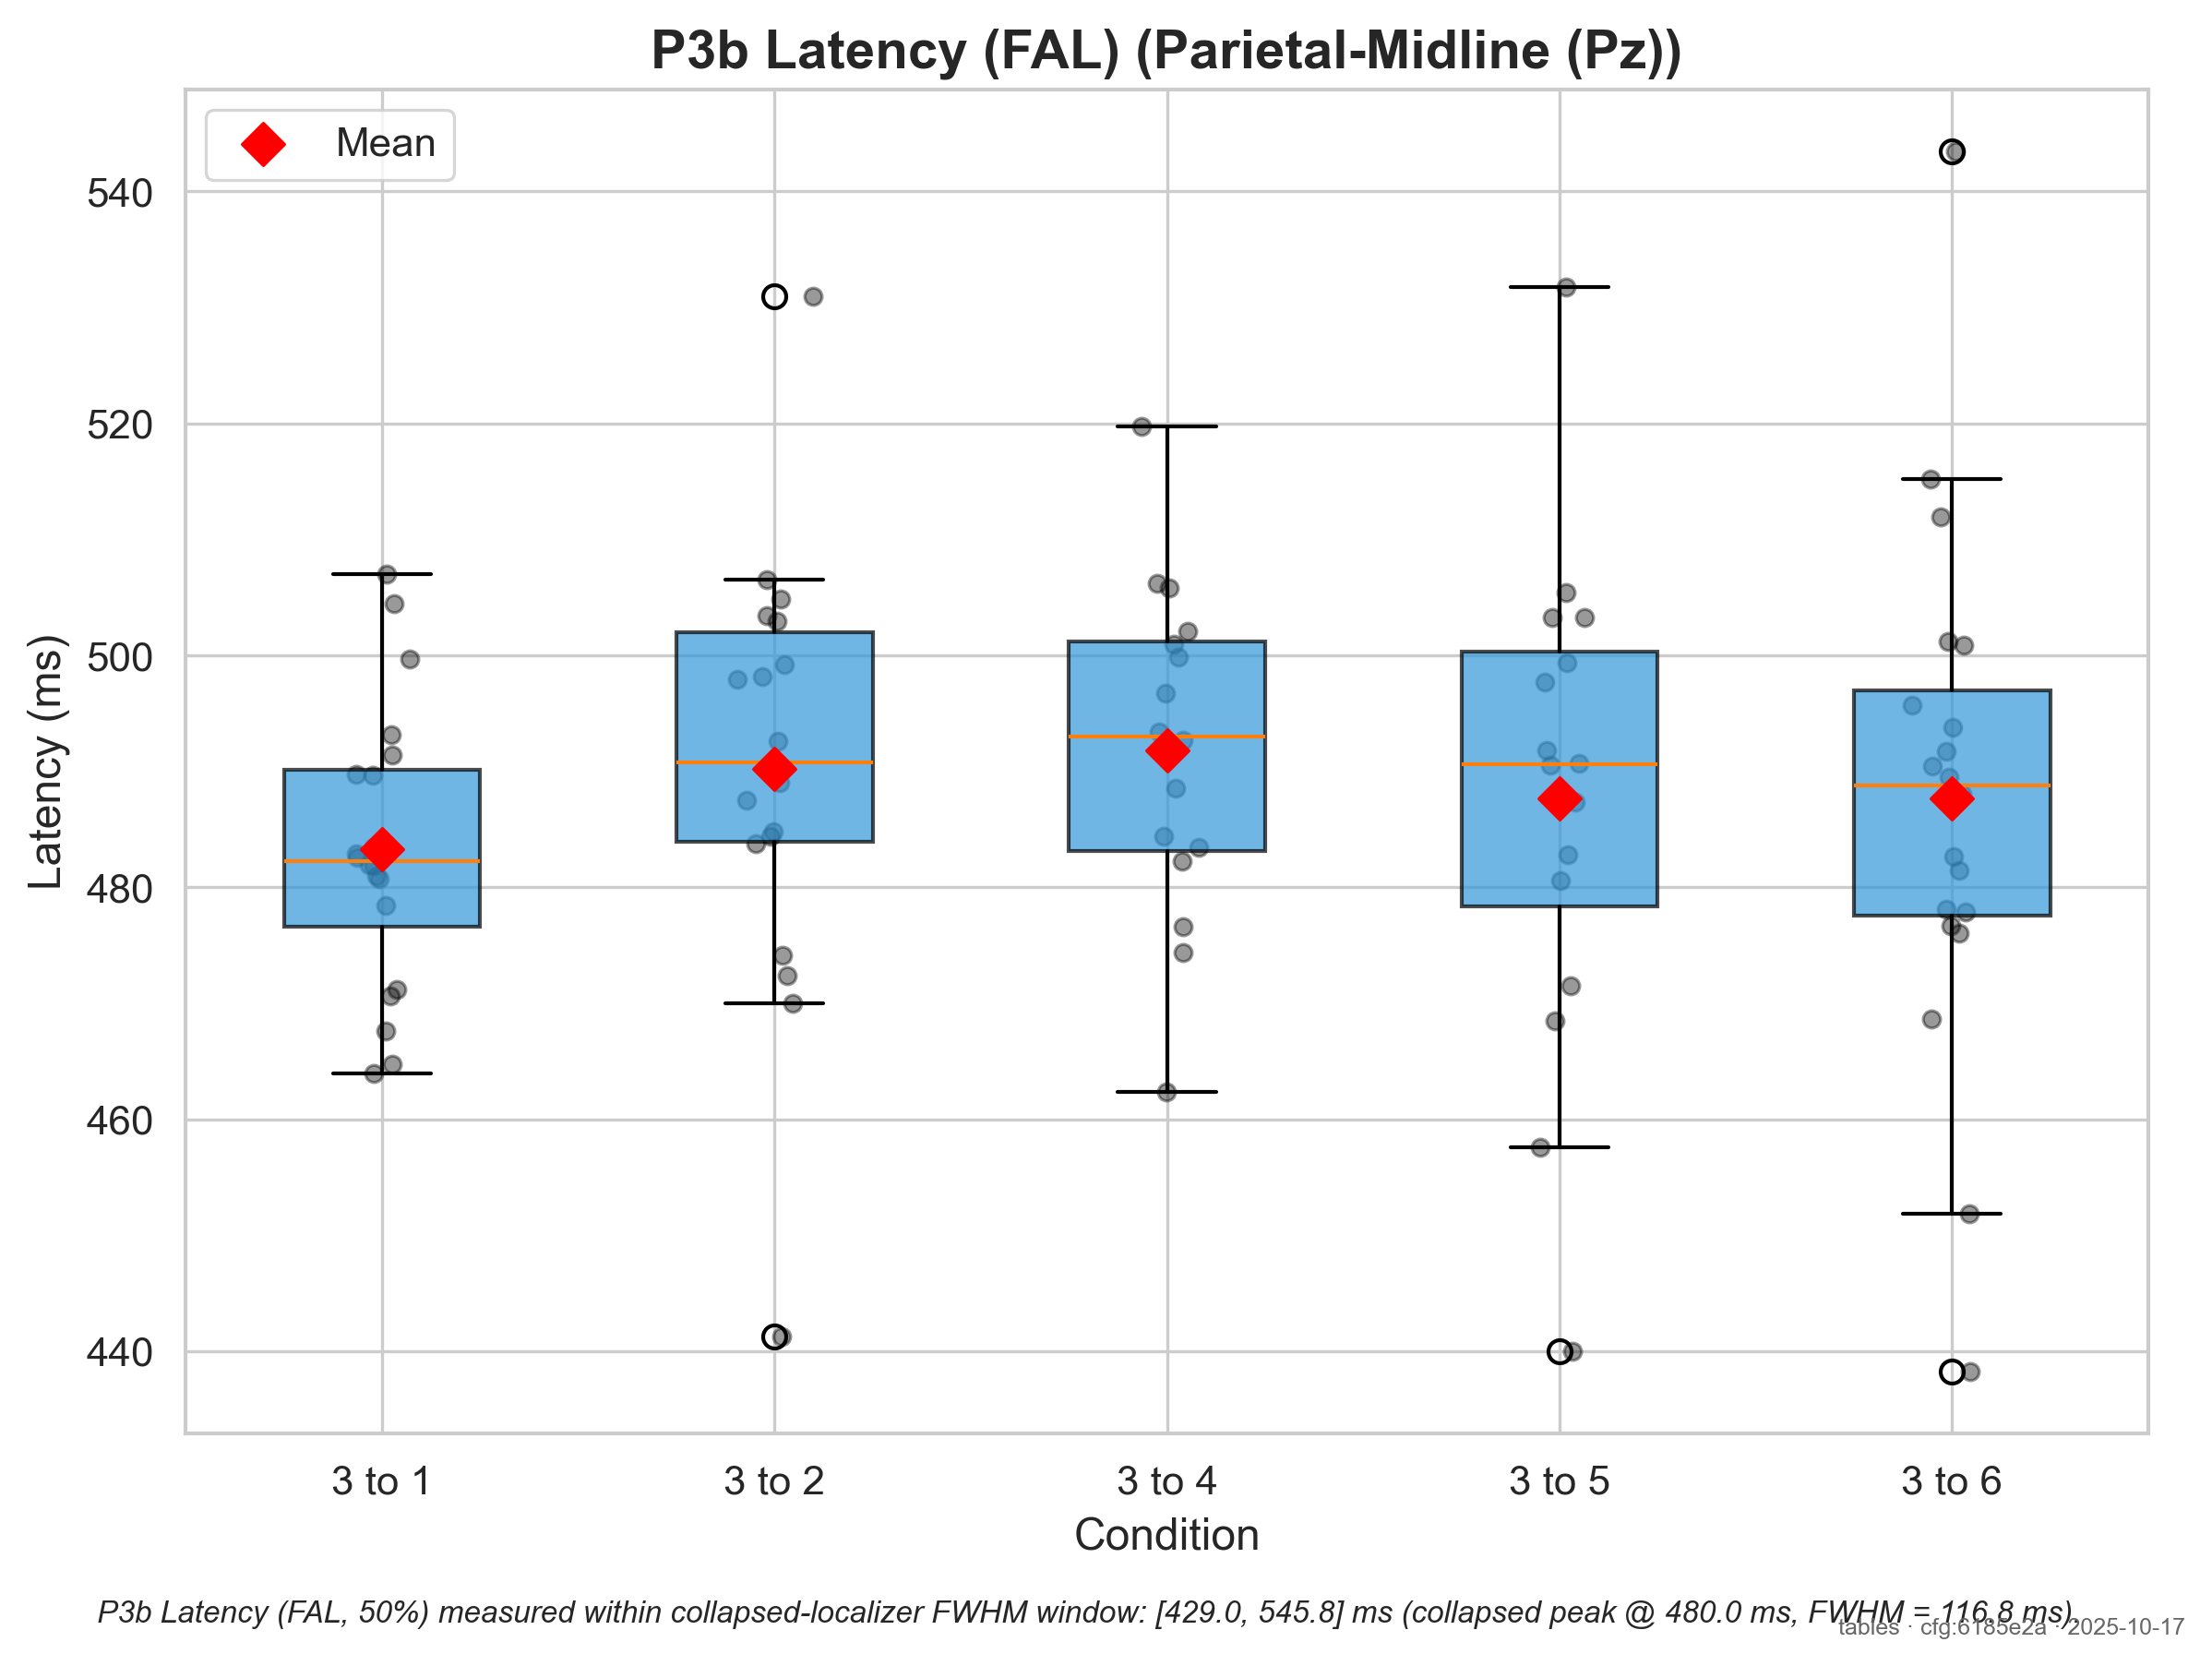 P3b Latency (FAL) (Parietal-Midline (Pz))
Mean
540
520
500
480
460
440
Latency (ms)
3 to 1
3 to 2
3 to 4
3 to 5
3 to 6
Condition
P3b Latency (FAL, 50%) measured within collapsed-localizer FWHM window: [429.0, 545.8] ms (collapsed peak @ 480.0 ms, FWHM = 116.8 ms).
tables · cfg:6185e2a · 2025-10-17